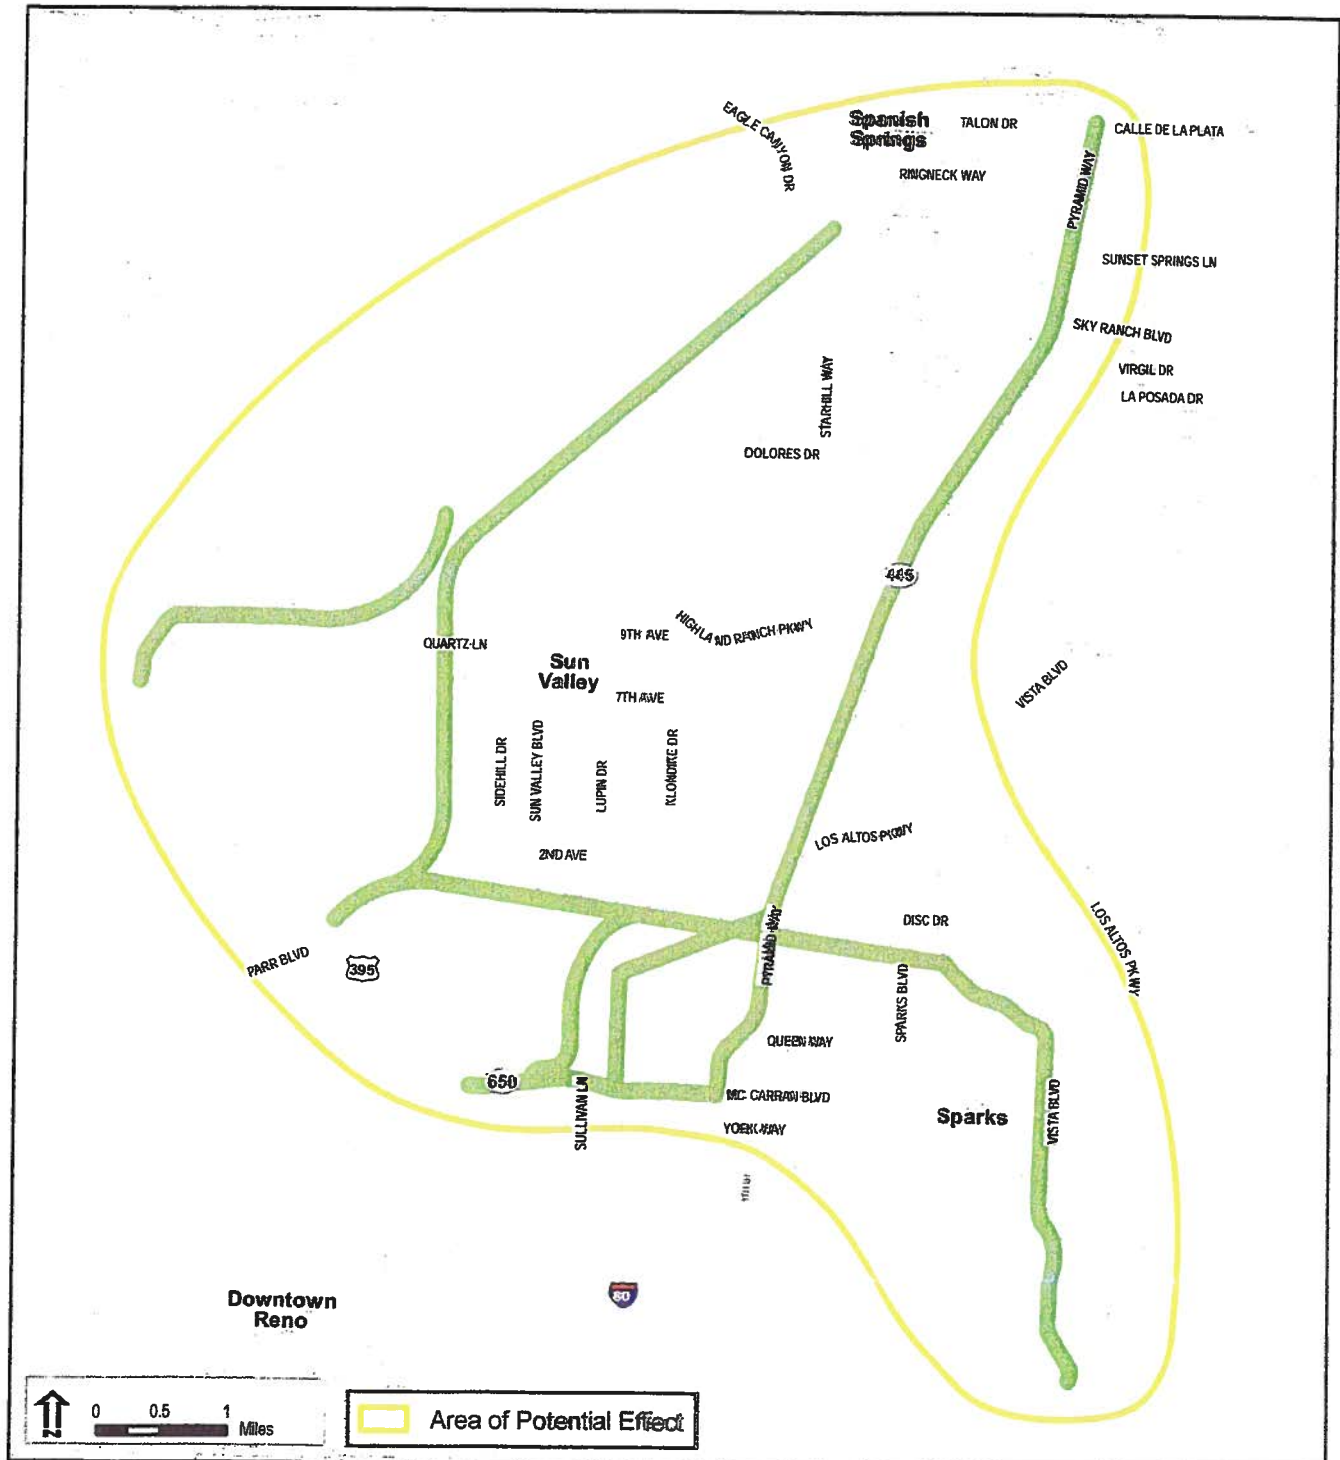 EAGLE CANYON DR
Spanish
Springs
TALON DR
CALLE DE LA PLATA
RINGNECK WAY
PYRAMID WAY
SUNSET SPRINGS LN
SKY RANCH BLVD
VIRGIL DR
LA POSADA DR
STARHILL WAY
DOLORES DR
445
QUARTZ LN
9TH AVE
HIGHLAND RANCH PKWY
Sun
Valley
7TH AVE
VISTA BLVD
SIDEHILL DR
SUN VALLEY BLVD
LUPIN DR
KLONDIKE DR
LOS ALTOS PKWY
2ND AVE
DISC DR
LOS ALTOS PKWY
PYRAMID WAY
PARR BLVD
395
SPARKS BLVD
QUEEN WAY
650
SULLIVAN LN
MC CARRAN BLVD
Sparks
VISTA BLVD
YORK WAY
80
Downtown
Reno
N
0 0.5 1
Miles
Area of Potential Effect